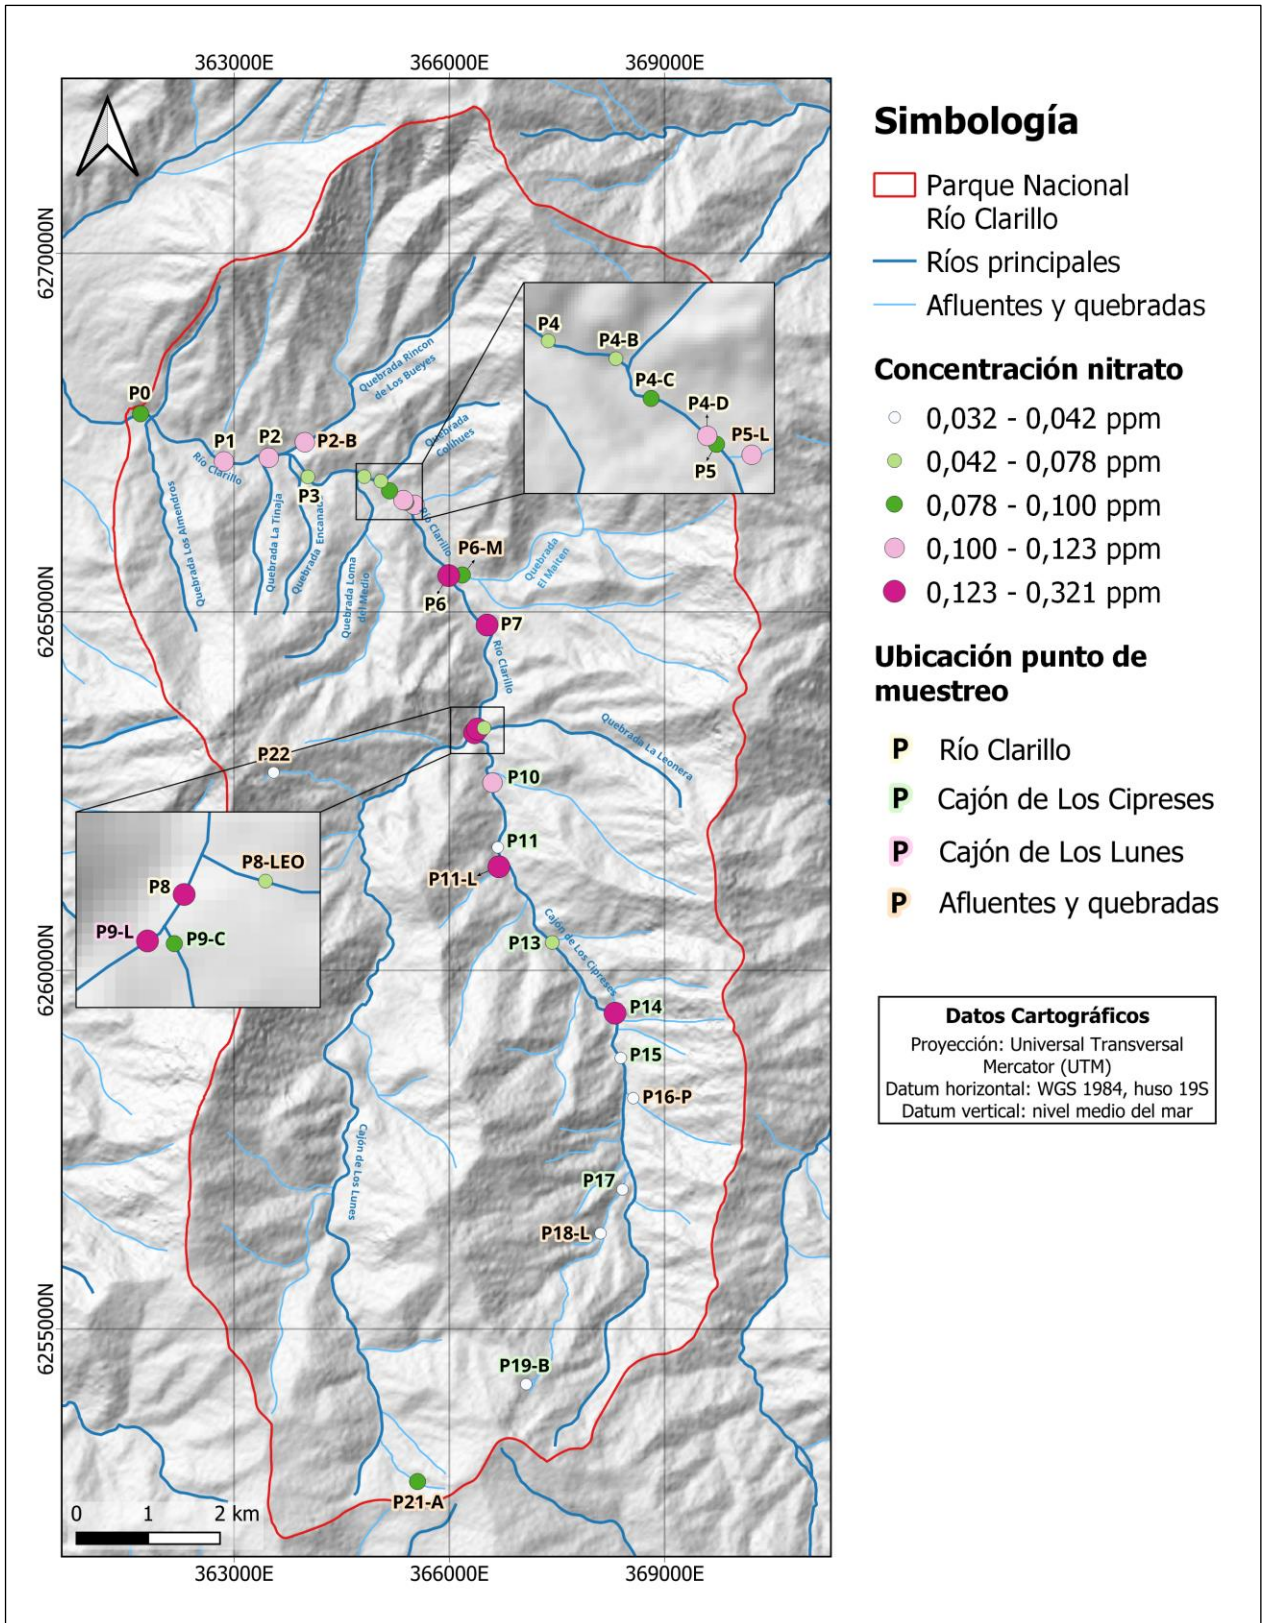 363000E
366000E
369000E
6270000N
6265000N
6260000N
6255000N
P0
P1
P2
P2-B
P3
Río Clarillo
Quebrada Los Almendros
Quebrada La Tinaja
Quebrada Encanada
Quebrada Loma
del Medio
Quebrada Rincon
de Los Bueyes
Quebrada
Colihues
P4
P4-B
P4-C
P4-D
P5-L
P5
Río Clarillo
P6-M
P6
Quebrada
El Maiten
P7
Río Clarillo
Quebrada La Leonera
P22
P10
P8-LEO
P8
P9-L
P9-C
P11
P11-L
P13
Cajón de Los Cipreses
P14
P15
P16-P
Cajón de Los Lunes
P17
P18-L
P19-B
P21-A
0 1 2 km
363000E
366000E
369000E
Simbología
Parque Nacional
Río Clarillo
Ríos principales
Afluentes y quebradas
Concentración nitrato
0,032 - 0,042 ppm
0,042 - 0,078 ppm
0,078 - 0,100 ppm
0,100 - 0,123 ppm
0,123 - 0,321 ppm
Ubicación punto de
muestreo
P Río Clarillo
P Cajón de Los Cipreses
P Cajón de Los Lunes
P Afluentes y quebradas
Datos Cartográficos
Proyección: Universal Transversal
Mercator (UTM)
Datum horizontal: WGS 1984, huso 19S
Datum vertical: nivel medio del mar